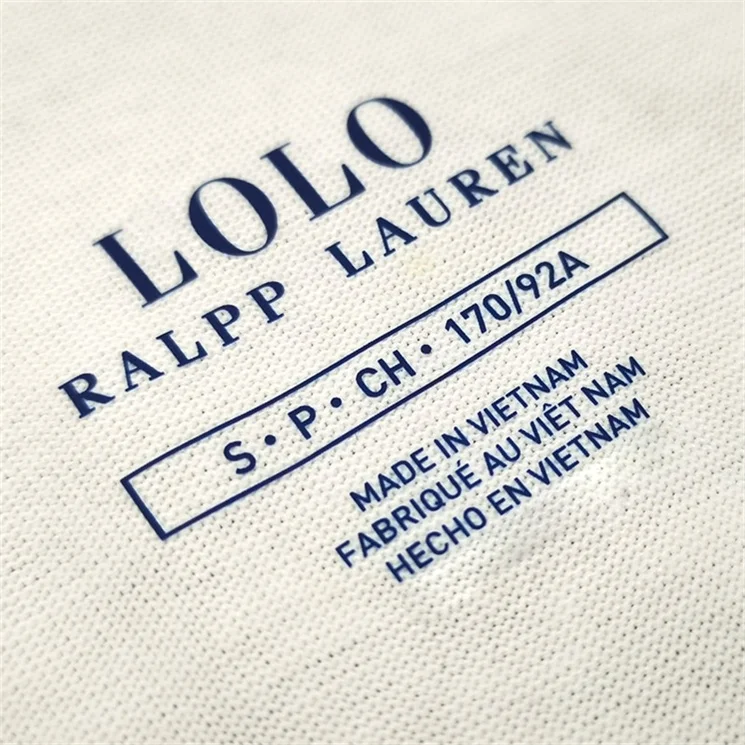 LOLO
RALPP LAUREN
S • P • CH • 170/92A
MADE IN VIETNAM
FABRIQUÉ AU VIÊT NAM
HECHO EN VIETNAM